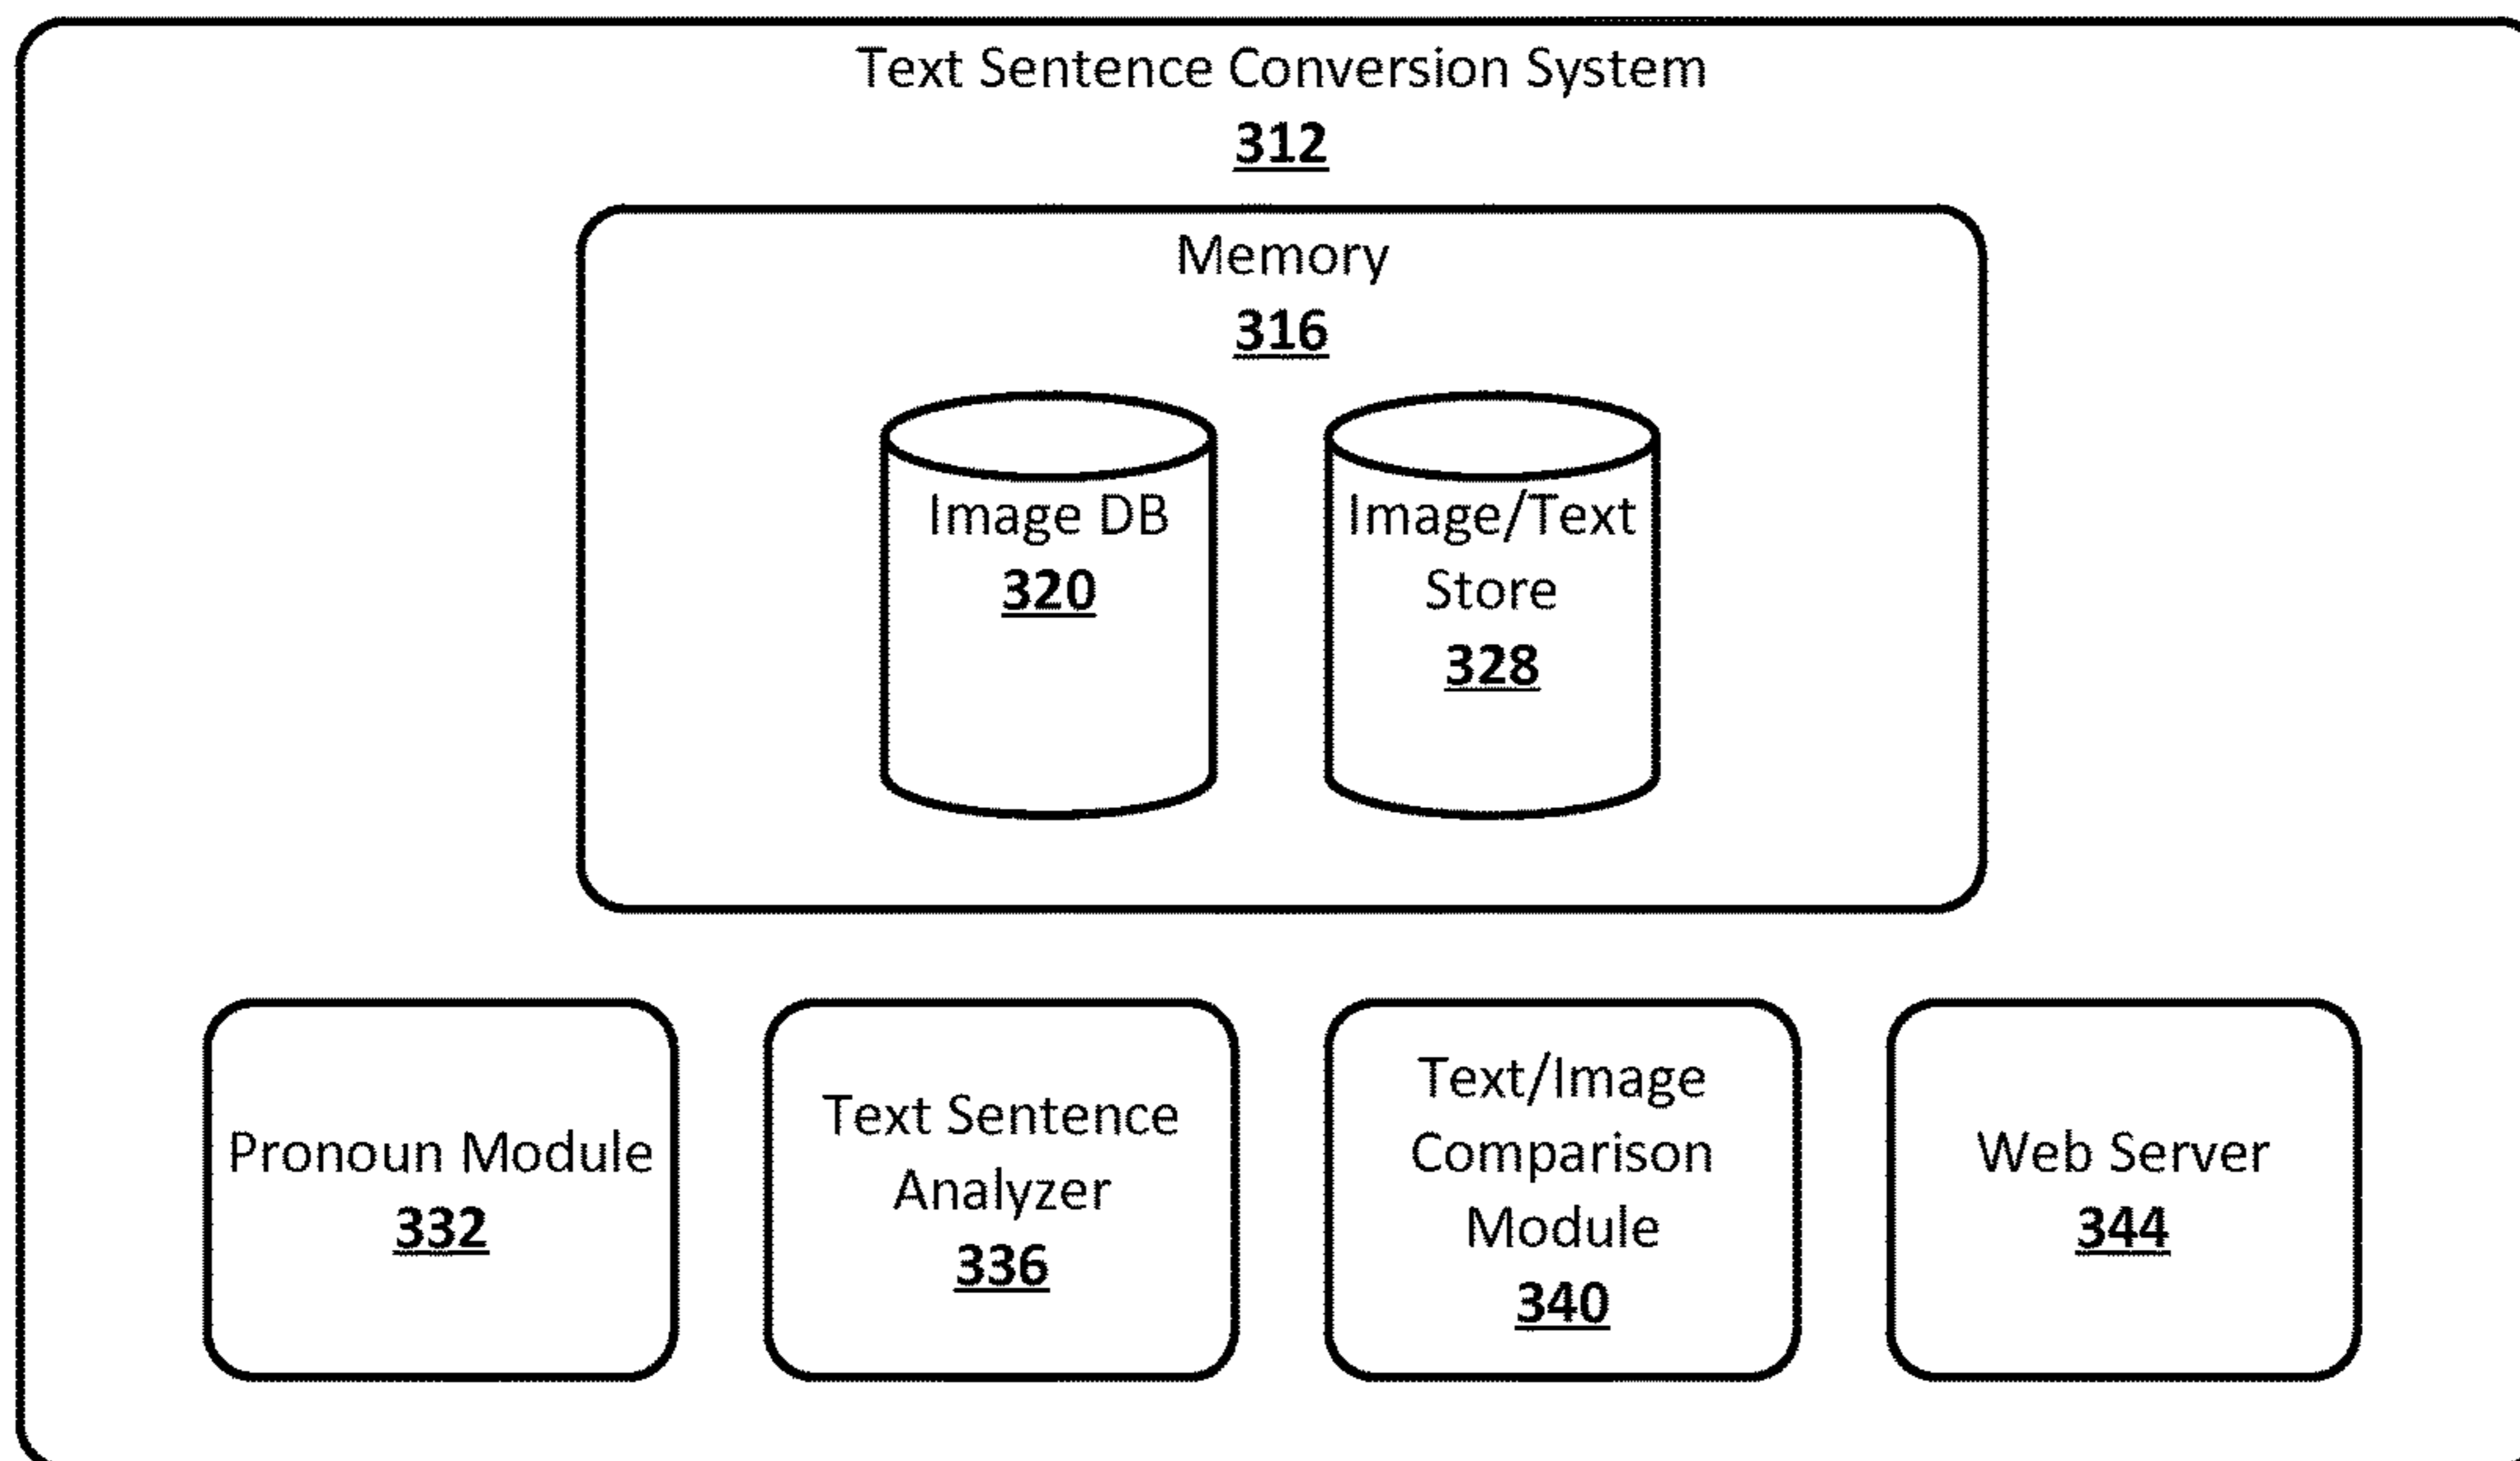 Text Sentence Conversion System
312
Memory
316
Image DB
320
Image/Text
Store
328
Pronoun Module
332
Text Sentence
Analyzer
336
Text/Image
Comparison
Module
340
Web Server
344